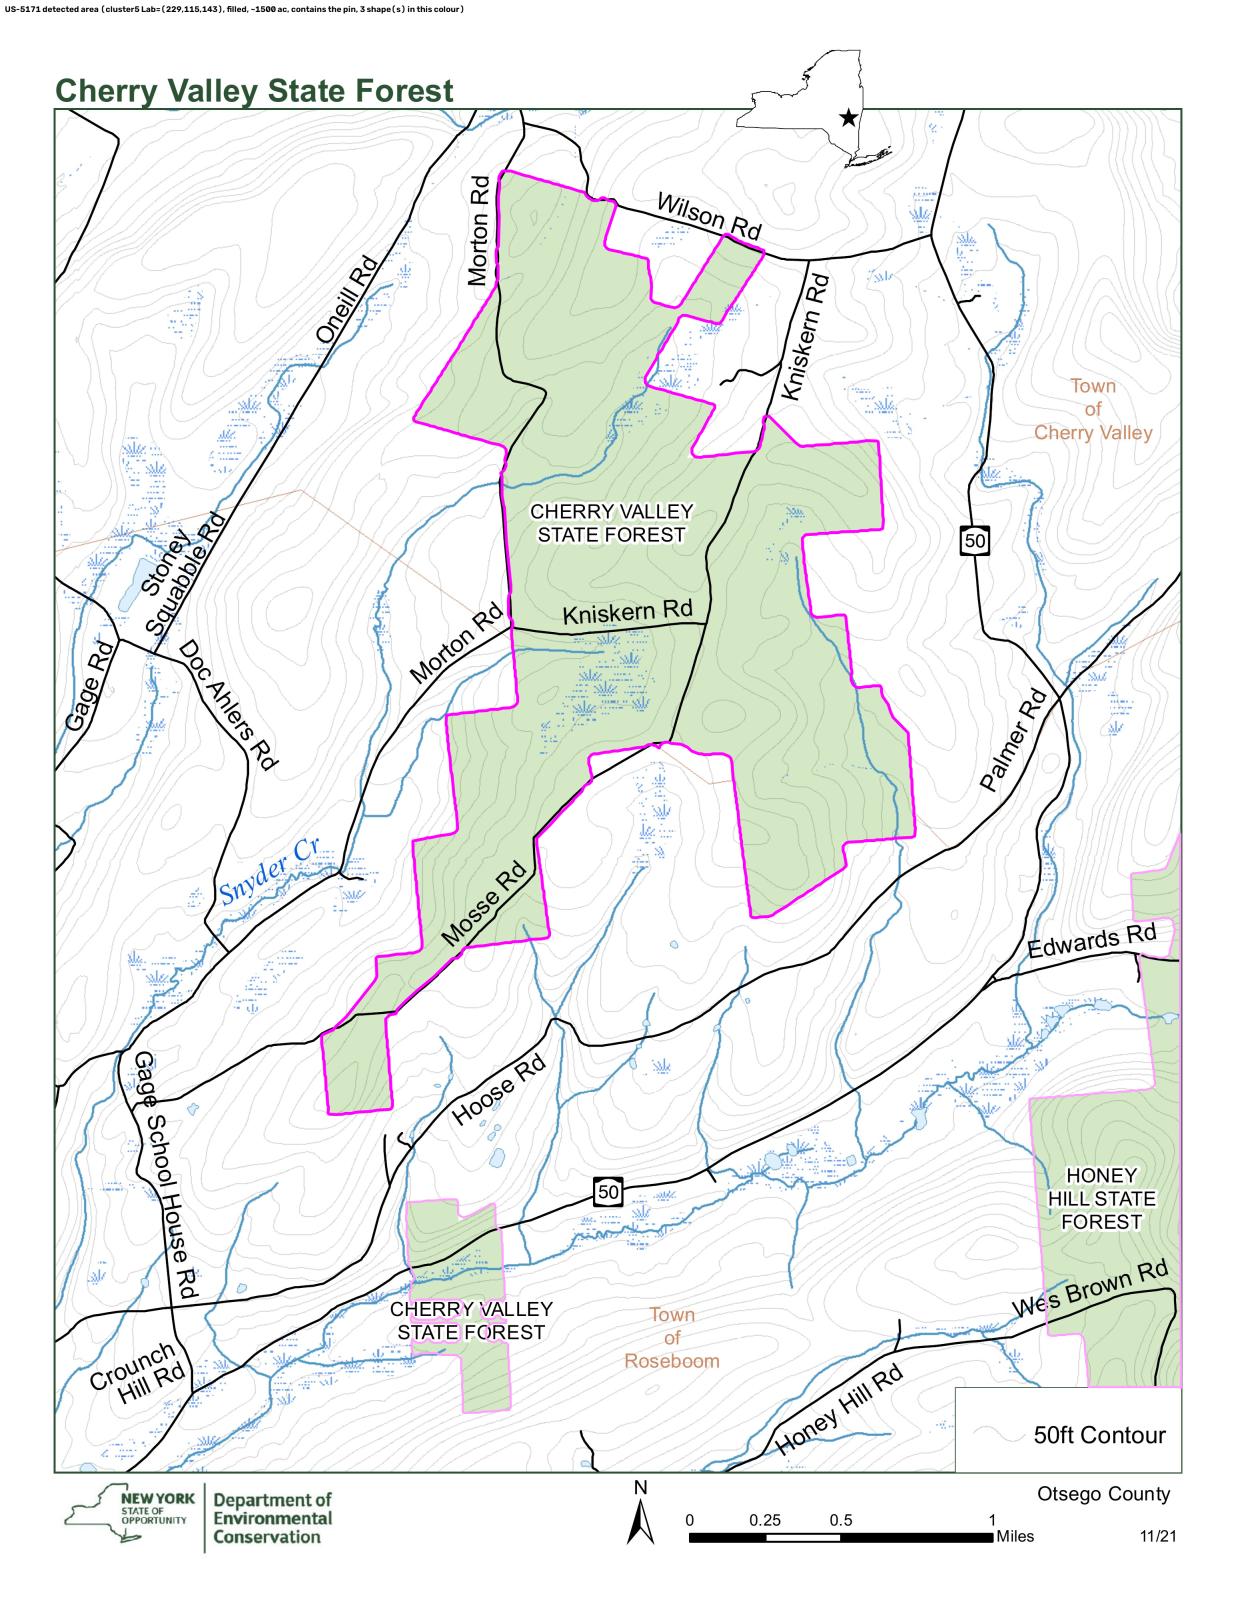 US-5171 detected area (cluster5 Lab=(229,115,143), filled, ~1500 ac, contains the pin, 3 shape(s) in this colour)
Cherry Valley State Forest
Morton Rd
Wilson Rd
Oneill Rd
Kniskern Rd
Town
of
Cherry Valley
CHERRY VALLEY
STATE FOREST
50
Stoney
Squabble Rd
Kniskern Rd
Morton Rd
Gage Rd
Doc Ahlers Rd
Palmer Rd
Snyder Cr
Mosse Rd
Edwards Rd
Gage School House Rd
Hoose Rd
50
HONEY
HILL STATE
FOREST
Wes Brown Rd
CHERRY VALLEY
STATE FOREST
Town
of
Roseboom
Crounch
Hill Rd
Honey Hill Rd
50ft Contour
NEW YORK
STATE OF
OPPORTUNITY
Department of
Environmental
Conservation
N
0 0.25 0.5 1
Miles
Otsego County
11/21